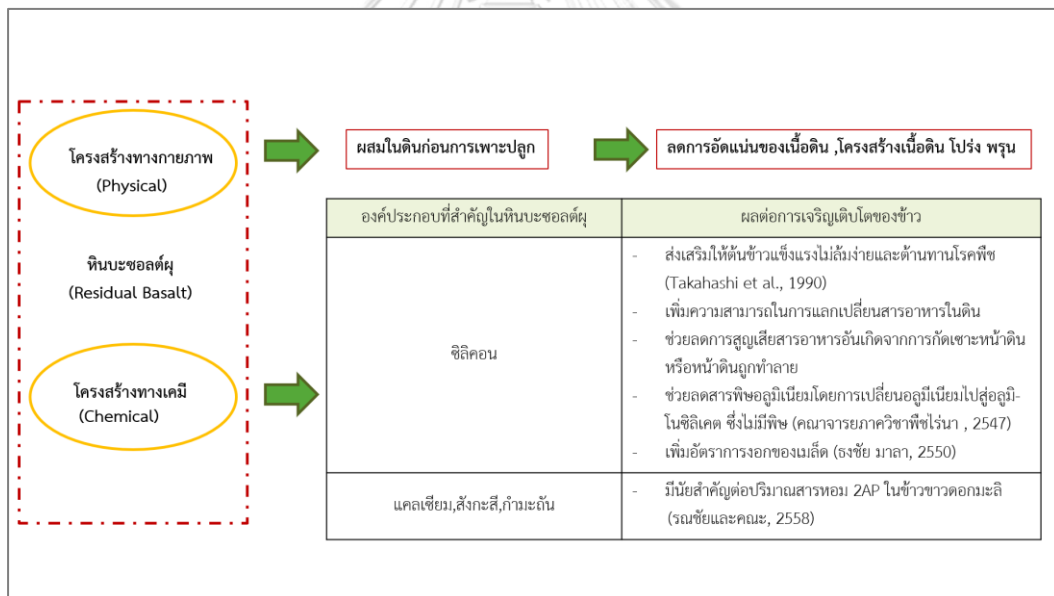 โครงสร้างทางกายภาพ
(Physical)
ผสมในดินก่อนการเพาะปลูก
ลดการอัดแน่นของเนื้อดิน ,โครงสร้างเนื้อดิน โปร่ง พรุน
หินบะซอลต์ผุ
(Residual Basalt)
โครงสร้างทางเคมี
(Chemical)
องค์ประกอบที่สำคัญในหินบะซอลต์ผุ
ผลต่อการเจริญเติบโตของข้าว
ซิลิคอน
- ส่งเสริมให้ต้นข้าวแข็งแรงไม่ล้มง่ายและต้านทานโรคพืช
(Takahashi et al., 1990)
- เพิ่มความสามารถในการแลกเปลี่ยนสารอาหารในดิน
- ช่วยลดการสูญเสียสารอาหารอันเกิดจากการกัดเซาะหน้าดิน
หรือหน้าดินถูกทำลาย
- ช่วยลดสารพิษอลูมิเนียมโดยการเปลี่ยนอลูมีเนียมไปสู่อลูมิ-
โนซิลิเคต ซึ่งไม่มีพิษ (คณาจารยภาควิชาพืชไร่นา , 2547)
- เพิ่มอัตราการงอกของเมล็ด (ธงชัย มาลา, 2550)
แคลเซียม,สังกะสี,กำมะถัน
- มีนัยสำคัญต่อปริมาณสารหอม 2AP ในข้าวขาวดอกมะลิ
(รณชัยและคณะ, 2558)